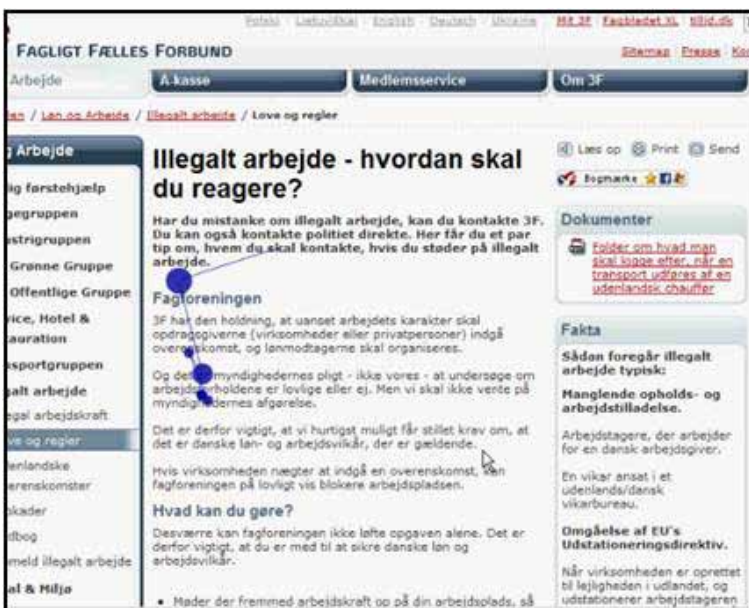 Polski Lietuviškai English Deutsch Ukraine Mit 3F Fagbladet XL tillid.dk
FAGLIGT FÆLLES FORBUND
Sitemap Presse
Arbejde A-kasse Medlemsservice Om 3F
/ Løn og Arbejde / Illegalt arbejde / Love og regler
Arbejde
førstehjælp
Grønne Gruppe
Offentlige Gruppe
Hotel &
arbejde
arbejdskraft
og regler
illegalt arbejde
& Miljø
Illegalt arbejde - hvordan skal
du reagere?
Har du mistanke om illegalt arbejde, kan du kontakte 3F.
Du kan også kontakte politiet direkte. Her får du et par
tip om, hvem du skal kontakte, hvis du støder på illegalt
arbejde.
Fagforeningen
3F har den holdning, at uanset arbejdets karakter skal
opdragsgiverne (virksomheder eller privatpersoner) indgå
overenskomst, og lønmodtagerne skal organiseres.
Og det myndighedernes pligt - ikke vores - at undersøge om
er lovlige eller ej. Men vi skal ikke vente på
myndighedernes afgørelse.
Det er derfor vigtigt, at vi hurtigst muligt får stillet krav om, at
det er danske løn- og arbejdsvilkår, der er gældende.
Hvis virksomheden nægter at indgå en overenskomst, kan
fagforeningen på lovligt vis blokere arbejdspladsen.
Hvad kan du gøre?
Desværre kan fagforeningen ikke løfte opgaven alene. Det er
derfor vigtigt, at du er med til at sikre danske løn og
arbejdsvilkår.
• Møder der fremmed arbejdskraft op på din arbejdsplads, så
Læs op Print Send
Bogmærke
Dokumenter
Folder om hvad man
skal kigge efter, når en
transport udføres af en
udenlandsk chauffør
Fakta
Sådan foregår illegalt
arbejde typisk:
Manglende opholds- og
arbejdstilladelse.
Arbejdstagere, der arbejder
for en dansk arbejdsgiver.
En vikar ansat i et
udenlands/dansk
vikarbureau.
Omgåelse af EU's
Udstationeringsdirektiv.
Når virksomheden er oprettet
til lejligheden i udlandet, og
udstationerer arbejdstageren